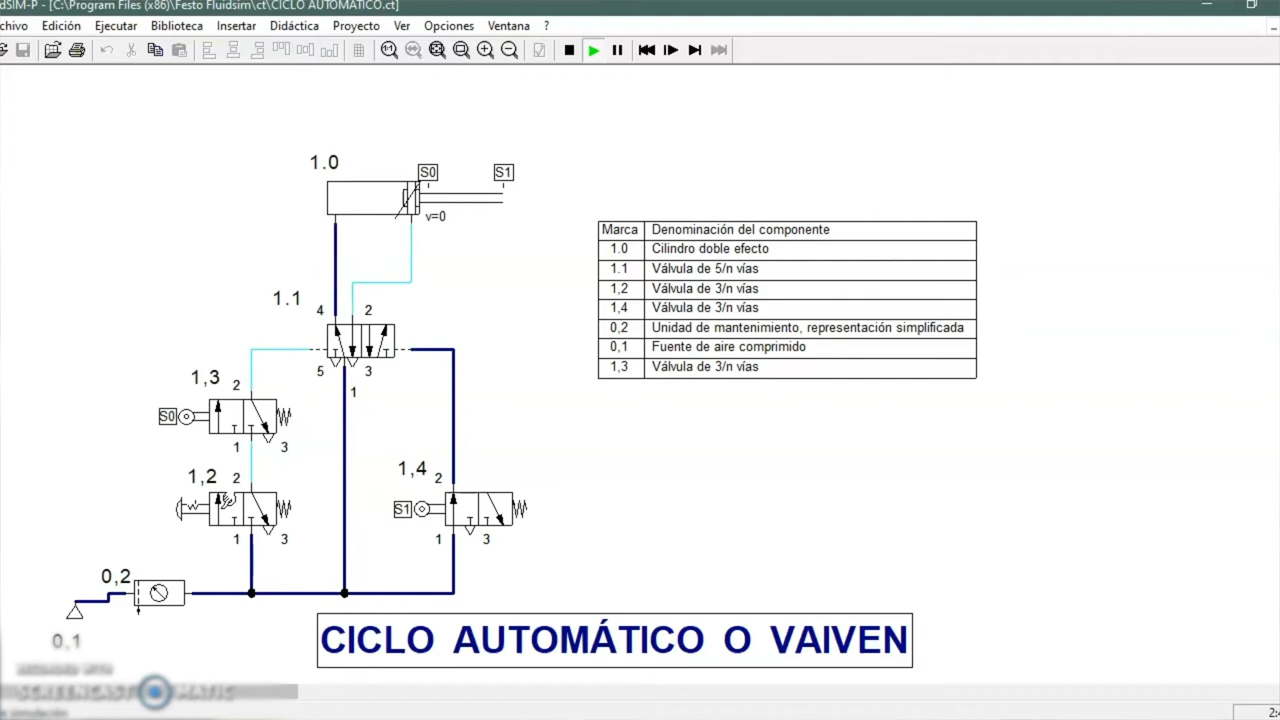 dSIM-P - [C:\Program Files (x86)\Festo Fluidsim\ct\CICLO AUTOMATICO.ct]
chivo Edición Ejecutar Biblioteca Insertar Didáctica Proyecto Ver Opciones Ventana ?
1.0
S0 S1
v=0
1.1
4 2
5 3
1
1,3 2
S0
1 3
1,2 2
1 3
1,4 2
S1
1 3
0,2
0,1
Marca Denominación del componente
1.0 Cilindro doble efecto
1.1 Válvula de 5/n vías
1,2 Válvula de 3/n vías
1,4 Válvula de 3/n vías
0,2 Unidad de mantenimiento, representación simplificada
0,1 Fuente de aire comprimido
1,3 Válvula de 3/n vías
CICLO AUTOMÁTICO O VAIVEN
RECORDED WITH
SCREENCAST MATIC
simulación